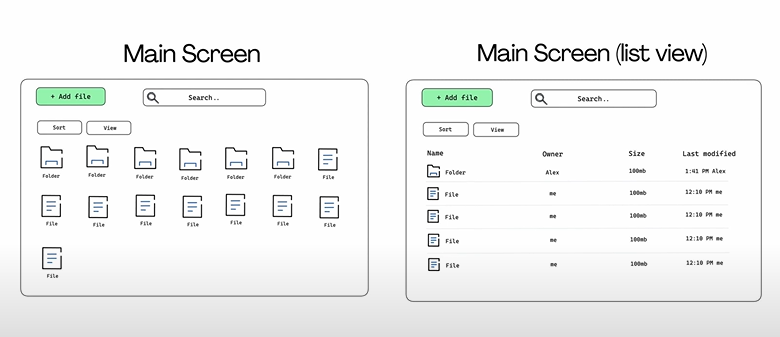 Main Screen
+ Add file
Search..
Sort
View
Folder
Folder
Folder
Folder
Folder
Folder
File
File
File
File
File
File
File
File
File
Main Screen (list view)
+ Add file
Search..
Sort
View
Name Owner Size Last modified
Folder Alex 100mb 1:41 PM Alex
File me 100mb 12:10 PM me
File me 100mb 12:10 PM me
File me 100mb 12:10 PM me
File me 100mb 12:10 PM me